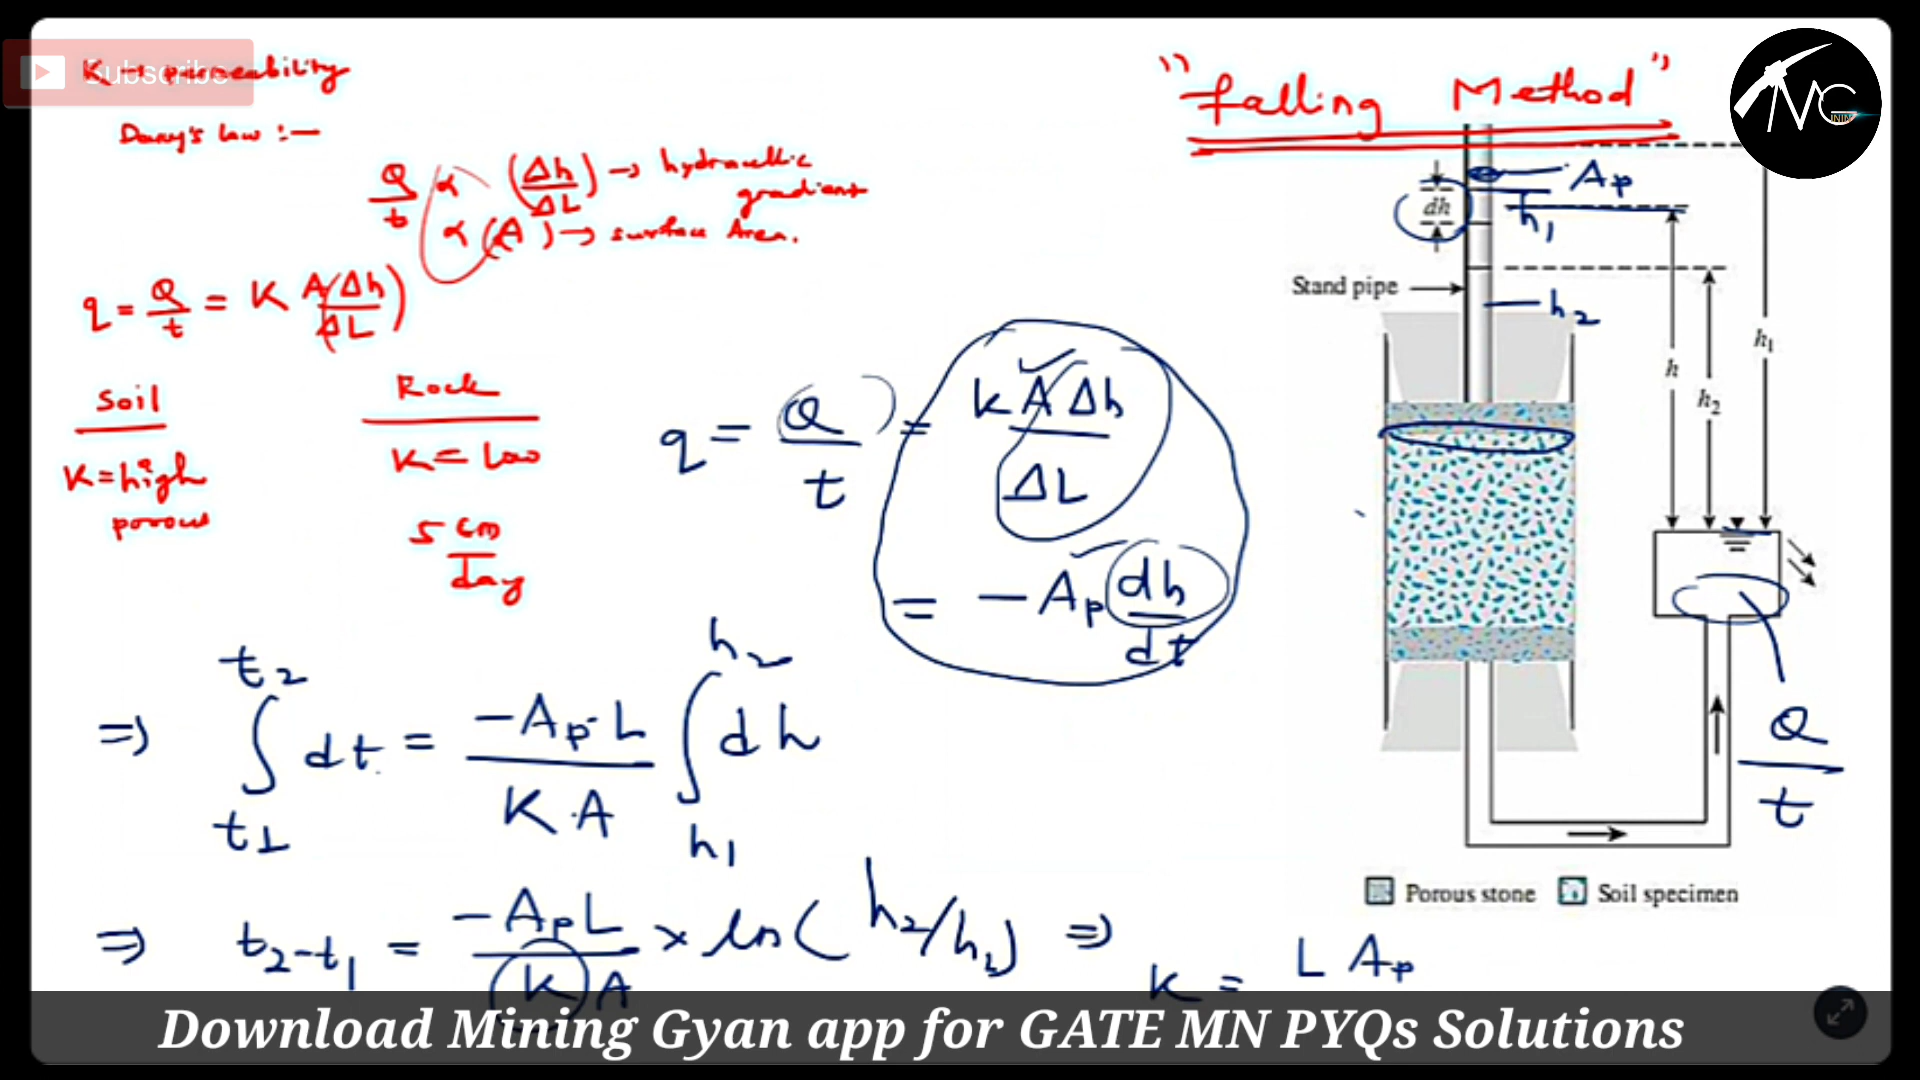 K → permeability
Subscribe
Darcy's law :—
Q/t ∝ (Δh/ΔL) → hydraulic gradient
∝ (A) → surface Area.
q = Q/t = K A(Δh)/ΔL
Soil
K = high
porous
Rock
K = low
5 cm/day
"falling Method"
MG
Ap
dh
h1
Stand pipe
h2
h
h2
h1
q = Q/t = kAΔh/ΔL
= -Ap dh/dt
Q/t
⇒ ∫ t1 t2 dt = -Ap·L/K·A ∫ h1 h2 dh
Porous stone
Soil specimen
⇒ t2-t1 = -ApL/kA × ln(h2/h1) ⇒ K = L Ap
Download Mining Gyan app for GATE MN PYQs Solutions